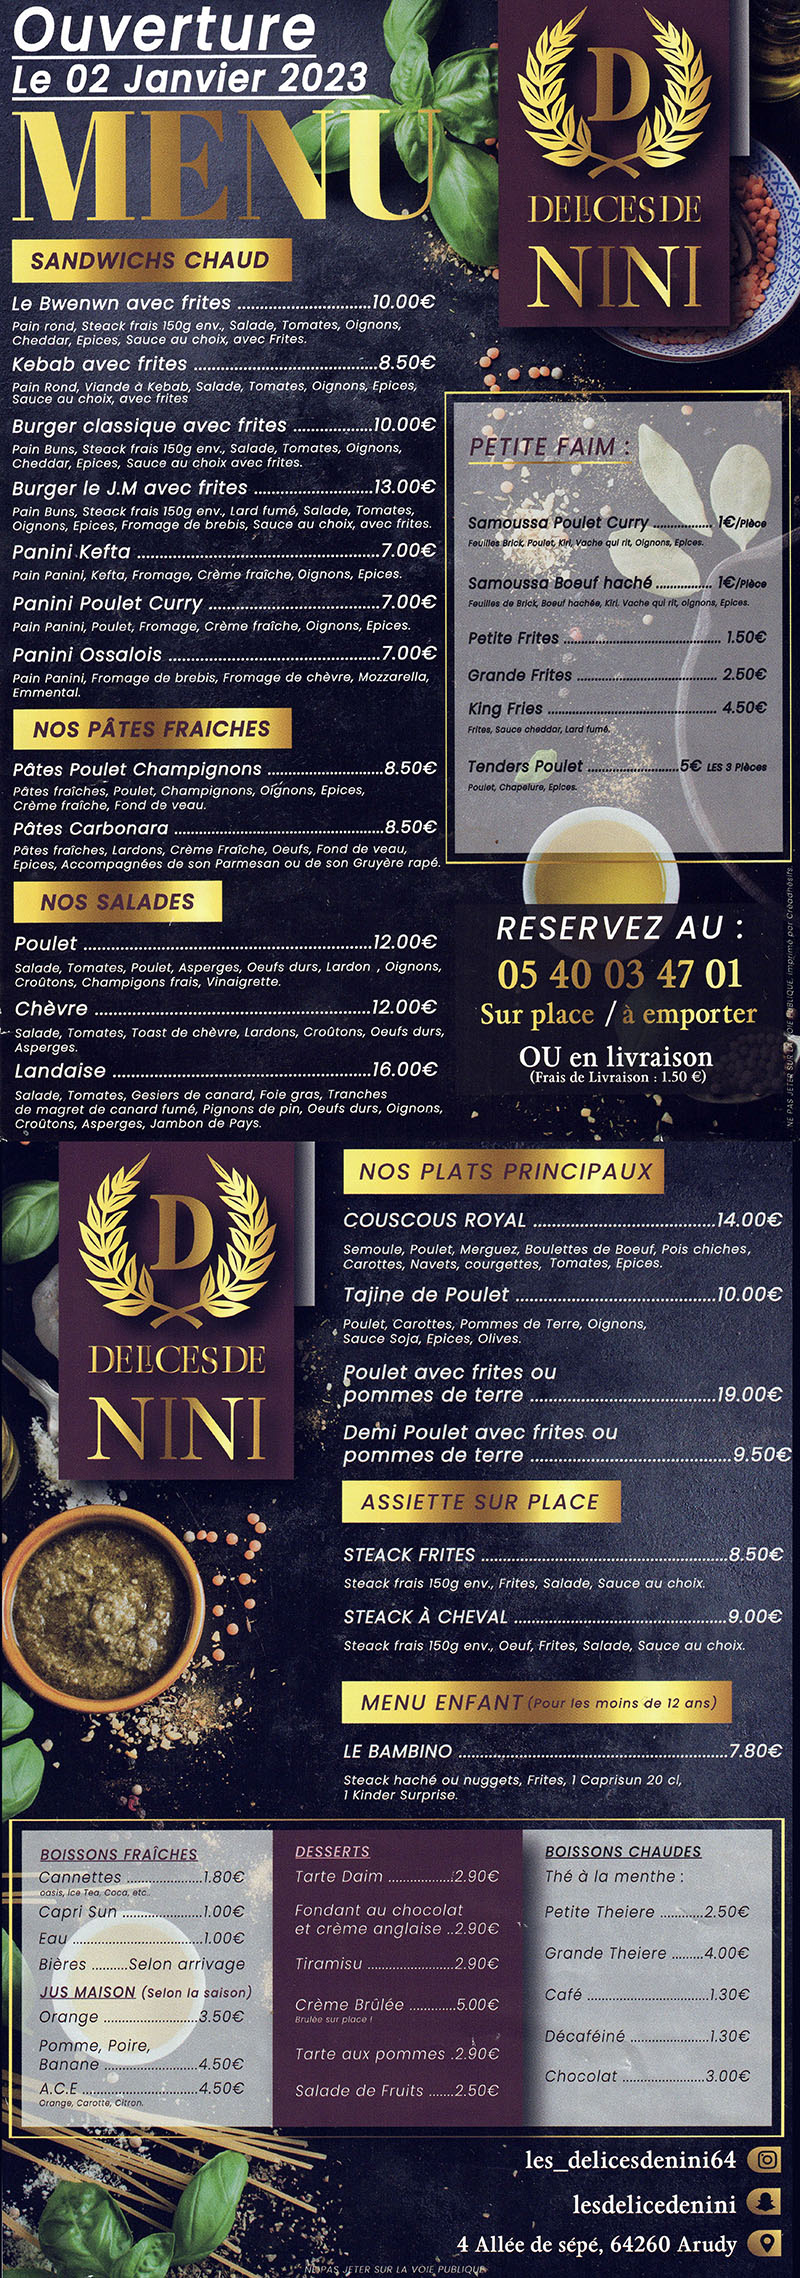 Ouverture
Le 02 Janvier 2023
MENU
D
DELICES DE
NINI
SANDWICHS CHAUD
Le Bwenwn avec frites ..............................10.00€
Pain rond, Steack frais 150g env., Salade, Tomates, Oignons,
Cheddar, Epices, Sauce au choix, avec Frites.
Kebab avec frites ..............................8.50€
Pain Rond, Viande à Kebab, Salade, Tomates, Oignons, Epices,
Sauce au choix, avec frites
Burger classique avec frites ..................10.00€
Pain Buns, Steack frais 150g env., Salade, Tomates, Oignons,
Cheddar, Epices, Sauce au choix avec frites.
Burger le J.M avec frites ..........................13.00€
Pain Buns, Steack frais 150g env., Lard fumé, Salade, Tomates,
Oignons, Epices, Fromage de brebis, Sauce au choix, avec frites.
Panini Kefta ..............................7.00€
Pain Panini, Kefta, Fromage, Crème fraîche, Oignons, Epices.
Panini Poulet Curry ..............................7.00€
Pain Panini, Poulet, Fromage, Crème fraîche, Oignons, Epices.
Panini Ossalois ..............................7.00€
Pain Panini, Fromage de brebis, Fromage de chèvre, Mozzarella,
Emmental.
NOS PÂTES FRAICHES
Pâtes Poulet Champignons ..........................8.50€
Pâtes fraîches, Poulet, Champignons, Oignons, Epices,
Crème fraîche, Fond de veau.
Pâtes Carbonara ..............................8.50€
Pâtes fraîches, Lardons, Crème Fraîche, Oeufs, Fond de veau,
Epices, Accompagnées de son Parmesan ou de son Gruyère rapé.
NOS SALADES
Poulet ..............................12.00€
Salade, Tomates, Poulet, Asperges, Oeufs durs, Lardon , Oignons,
Croûtons, Champigons frais, Vinaigrette.
Chèvre ..............................12.00€
Salade, Tomates, Toast de chèvre, Lardons, Croûtons, Oeufs durs,
Asperges.
Landaise ..............................16.00€
Salade, Tomates, Gesiers de canard, Foie gras, Tranches
de magret de canard fumé, Pignons de pin, Oeufs durs, Oignons,
Croûtons, Asperges, Jambon de Pays.
PETITE FAIM :
Samoussa Poulet Curry .............. 1€/Pièce
Feuilles Brick, Poulet, Kiri, Vache qui rit, Oignons, Epices.
Samoussa Boeuf haché .............. 1€/Pièce
Feuilles de Brick, Boeuf hachée, Kiri. Vache qui rit, oignons, Epices.
Petite Frites .............................. 1.50€
Grande Frites .............................. 2.50€
King Fries .............................. 4.50€
Frites, Sauce cheddar, Lard fumé.
Tenders Poulet ......................5€ LES 3 Pièces
Poulet, Chapelure, Epices.
RESERVEZ AU :
05 40 03 47 01
Sur place / à emporter
OU en livraison
(Frais de Livraison : 1.50 €)
NE PAS JETER SUR LA VOIE PUBLIQUE. Imprimé par Créadhésifs.
D
DELICES DE
NINI
NOS PLATS PRINCIPAUX
COUSCOUS ROYAL ..............................14.00€
Semoule, Poulet, Merguez, Boulettes de Boeuf, Pois chiches,
Carottes, Navets, courgettes, Tomates, Epices.
Tajine de Poulet ..............................10.00€
Poulet, Carottes, Pommes de Terre, Oignons,
Sauce Soja, Epices, Olives.
Poulet avec frites ou
pommes de terre ..............................19.00€
Demi Poulet avec frites ou
pommes de terre ..............................9.50€
ASSIETTE SUR PLACE
STEACK FRITES ..............................8.50€
Steack frais 150g env., Frites, Salade, Sauce au choix.
STEACK À CHEVAL ..............................9.00€
Steack frais 150g env., Oeuf, Frites, Salade, Sauce au choix.
MENU ENFANT (Pour les moins de 12 ans)
LE BAMBINO ..............................7.80€
Steack haché ou nuggets, Frites, 1 Caprisun 20 cl,
1 Kinder Surprise.
BOISSONS FRAÎCHES
Cannettes ..................1.80€
oasis, Ice Tea, Coca, etc..
Capri Sun ..................1.00€
Eau ..............................1.00€
Bières .........Selon arrivage
JUS MAISON (Selon la saison)
Orange ......................3.50€
Pomme, Poire,
Banane ......................4.50€
A.C.E ..........................4.50€
Orange, Carotte, Citron.
DESSERTS
Tarte Daim ................2.90€
Fondant au chocolat
et crème anglaise ..2.90€
Tiramisu ......................2.90€
Crème Brûlée ............5.00€
Brulée sur place !
Tarte aux pommes .2.90€
Salade de Fruits .......2.50€
BOISSONS CHAUDES
Thé à la menthe :
Petite Theiere ...........2.50€
Grande Theiere ........4.00€
Café ..............................1.30€
Décaféiné ....................1.30€
Chocolat ....................3.00€
les_delicesdenini64
lesdelicedenini
4 Allée de sépé, 64260 Arudy
NE PAS JETER SUR LA VOIE PUBLIQUE